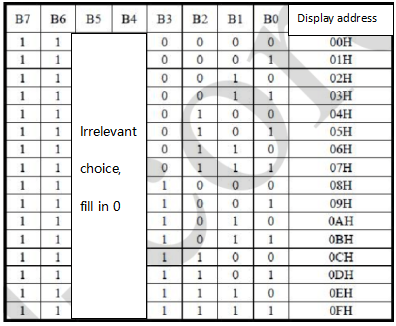 B7 B6 B5 B4 B3 B2 B1 B0 Display address
1 1 0 0 0 0 00H
1 1 0 0 0 1 01H
1 1 0 0 1 0 02H
1 1 0 0 1 1 03H
1 1 0 1 0 0 04H
1 1 Irrelevant 0 1 0 1 05H
1 1 0 1 1 0 06H
1 1 choice, 0 1 1 1 07H
1 1 1 0 0 0 08H
1 1 fill in 0 1 0 0 1 09H
1 1 1 0 1 0 0AH
1 1 1 0 1 1 0BH
1 1 1 1 0 0 0CH
1 1 1 1 0 1 0DH
1 1 1 1 1 0 0EH
1 1 1 1 1 1 0FH